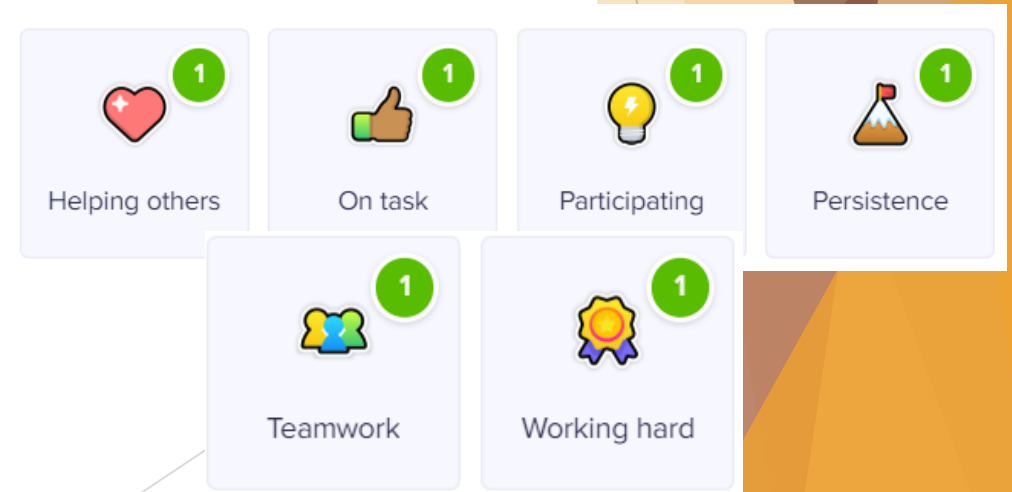 1
1
1
1
Helping others
On task
Participating
Persistence
1
1
Teamwork
Working hard